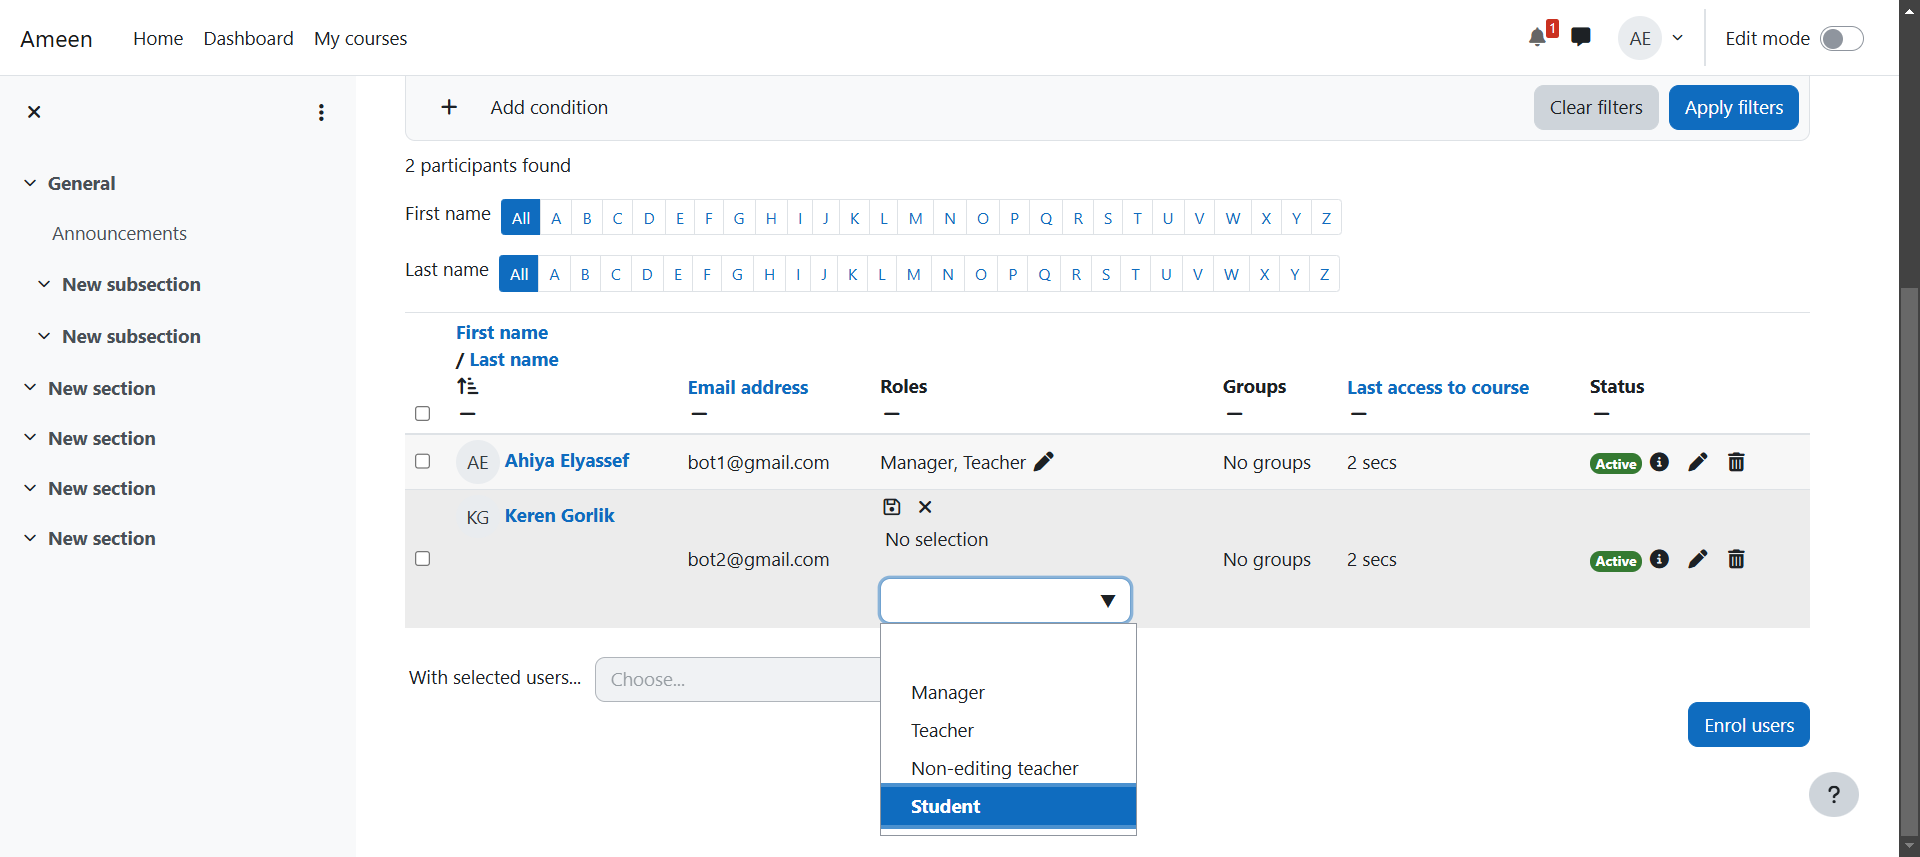 Ameen Home Dashboard My courses 1 AE Edit mode
Add condition Clear filters Apply filters
2 participants found
General
Announcements
New subsection
New subsection
New section
New section
New section
New section
First name All A B C D E F G H I J K L M N O P Q R S T U V W X Y Z
Last name All A B C D E F G H I J K L M N O P Q R S T U V W X Y Z
First name
/ Last name
Email address Roles Groups Last access to course Status
AE Ahiya Elyassef bot1@gmail.com Manager, Teacher No groups 2 secs Active
KG Keren Gorlik
No selection
bot2@gmail.com No groups 2 secs Active
With selected users... Choose...
Manager
Teacher
Non-editing teacher
Student
Enrol users
?